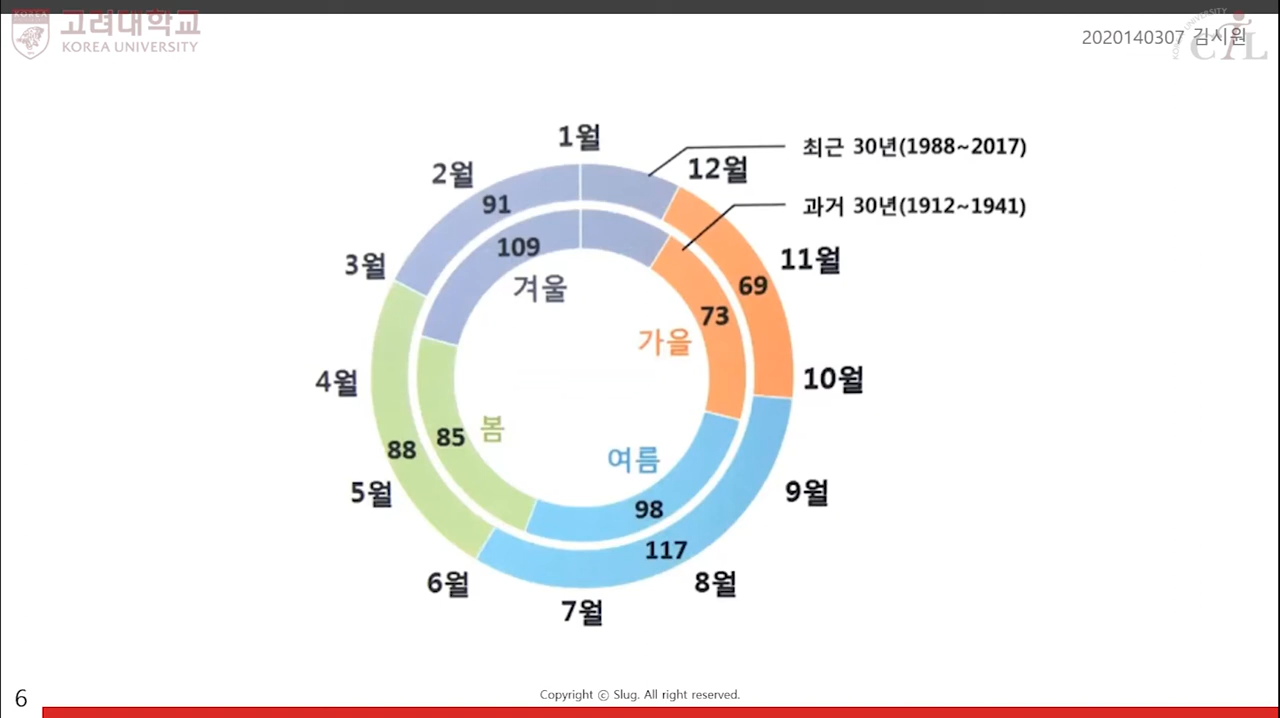 고려대학교
KOREA UNIVERSITY
2020140307 김시원
1월
2월
12월
최근 30년(1988~2017)
과거 30년(1912~1941)
91
109
3월
겨울
11월
69
73
가을
4월
10월
88
85
봄
여름
5월
9월
98
117
6월
8월
7월
6
Copyright ⓒ Slug. All right reserved.